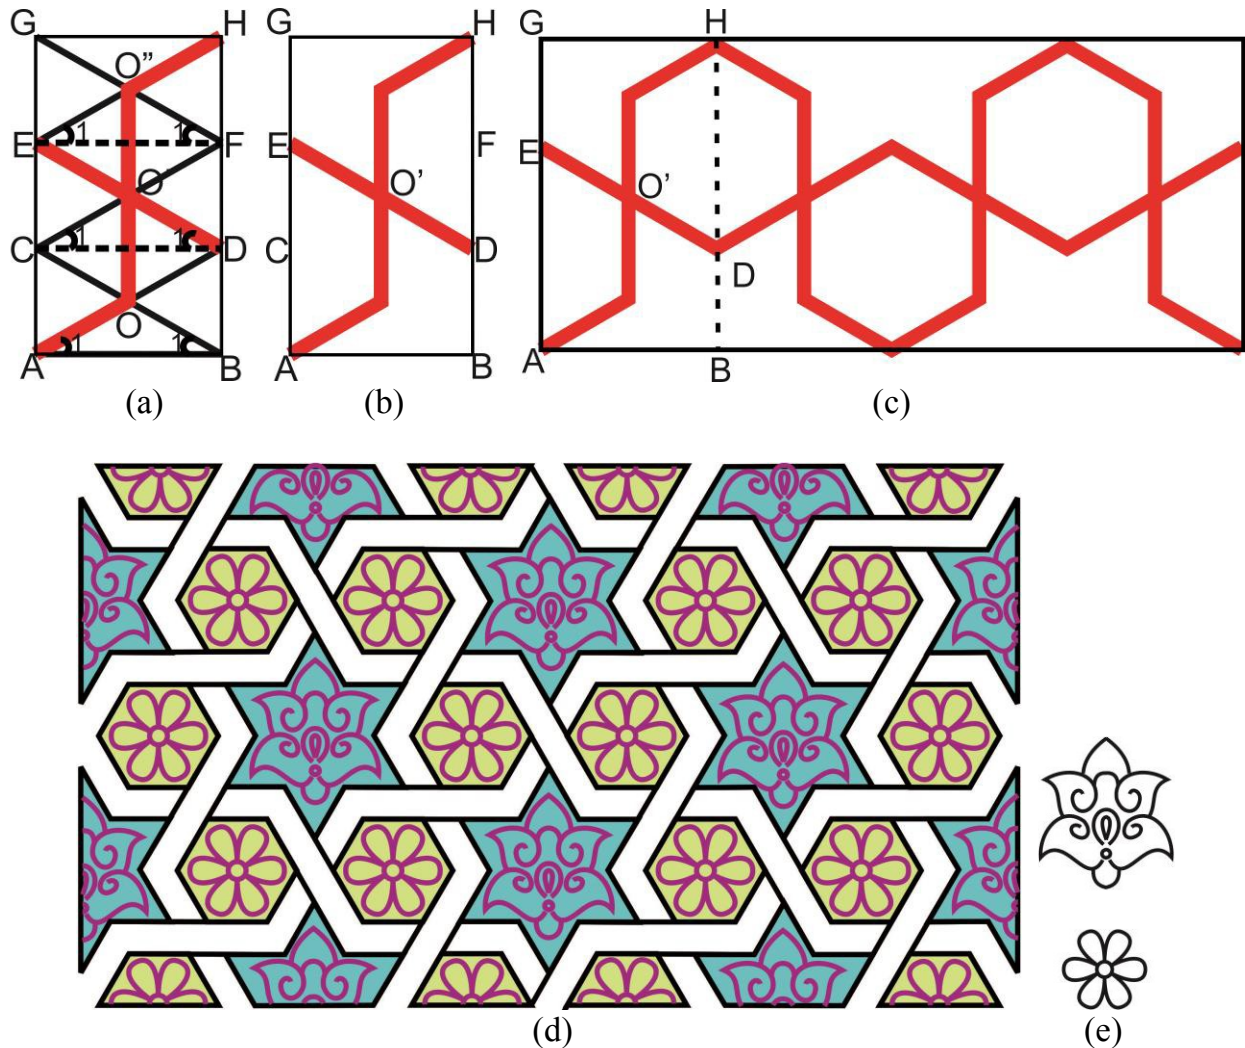 G H G H G H
O”
E 1 1 F E F E
O’ O’ O’
C 1 1 D C D D
O
1 1
A B A B A B
(a) (b) (c)
(d) (e)